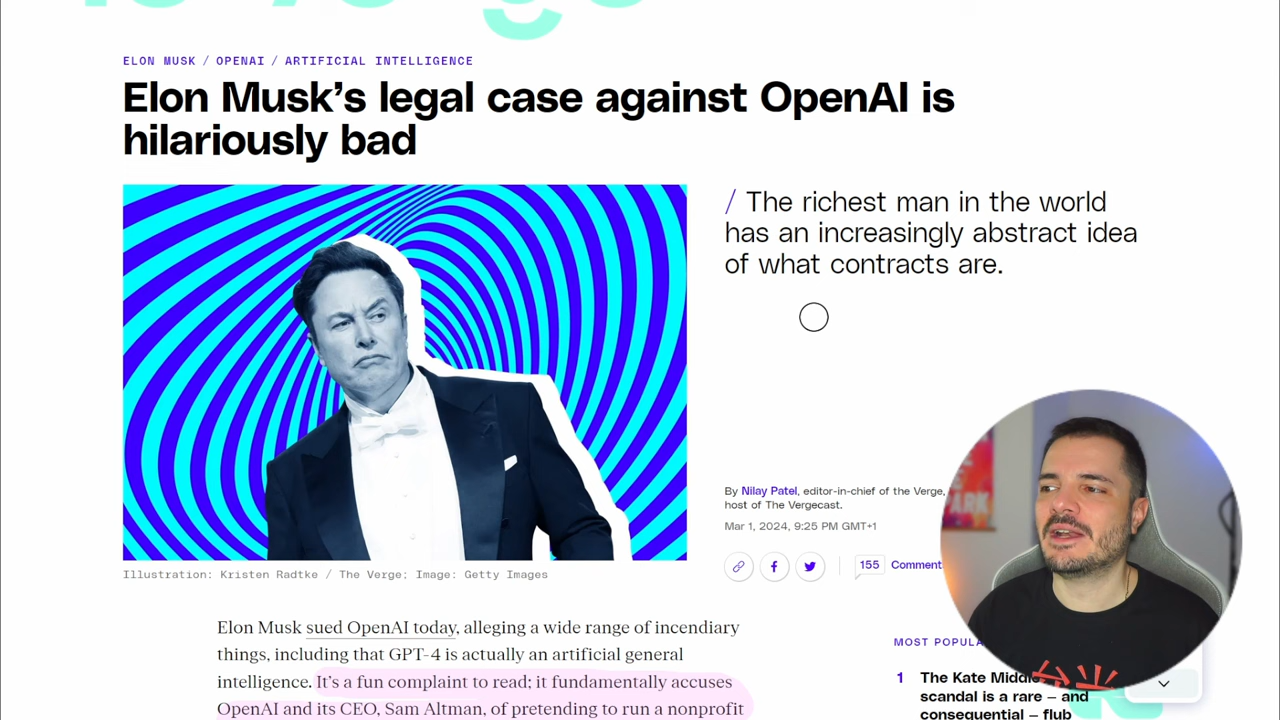 ELON MUSK / OPENAI / ARTIFICIAL INTELLIGENCE
Elon Musk’s legal case against OpenAI is
hilariously bad
/ The richest man in the world
has an increasingly abstract idea
of what contracts are.
By Nilay Patel, editor-in-chief of the Verge,
host of The Vergecast.
Mar 1, 2024, 9:25 PM GMT+1
155 Comment
Illustration: Kristen Radtke / The Verge; Image: Getty Images
Elon Musk sued OpenAI today, alleging a wide range of incendiary
things, including that GPT-4 is actually an artificial general
intelligence. It’s a fun complaint to read; it fundamentally accuses
OpenAI and its CEO, Sam Altman, of pretending to run a nonprofit
MOST POPULA
1 The Kate Middle
scandal is a rare — and
consequential — flub